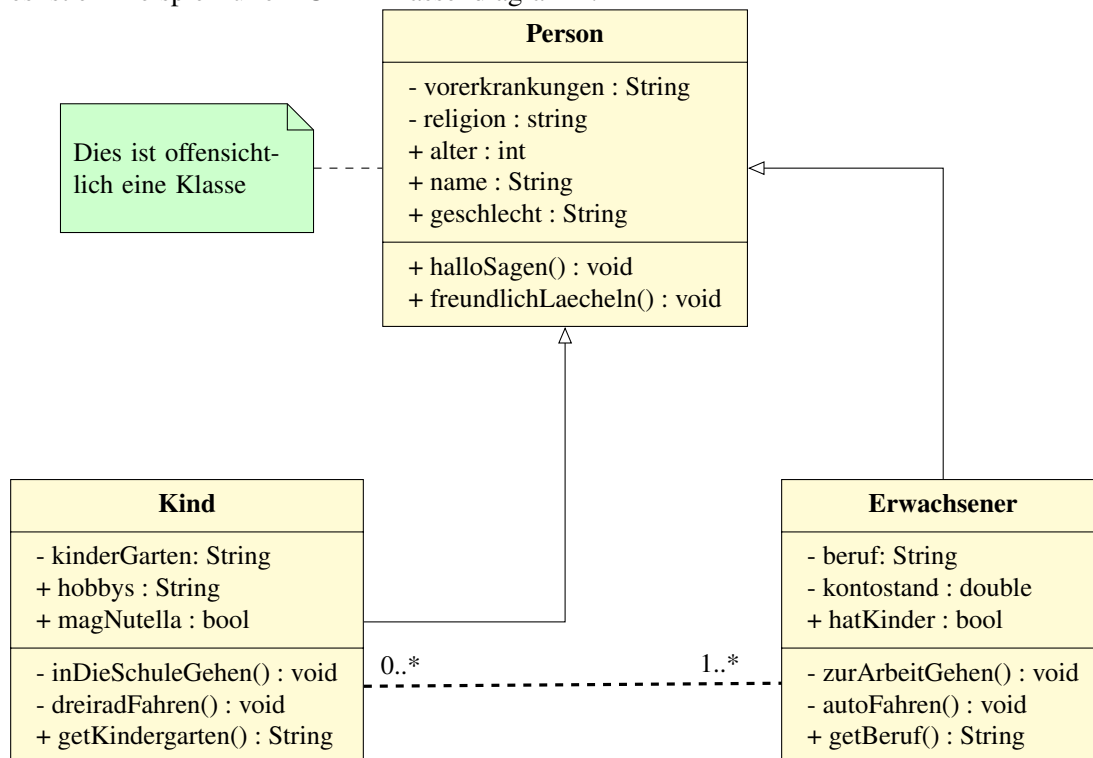 Person
- vorerkrankungen : String
- religion : string
+ alter : int
+ name : String
+ geschlecht : String
+ halloSagen() : void
+ freundlichLaecheln() : void
Dies ist offensicht-
lich eine Klasse
Kind
- kinderGarten: String
+ hobbys : String
+ magNutella : bool
- inDieSchuleGehen() : void
- dreiradFahren() : void
+ getKindergarten() : String
0..*
1..*
Erwachsener
- beruf: String
- kontostand : double
+ hatKinder : bool
- zurArbeitGehen() : void
- autoFahren() : void
+ getBeruf() : String